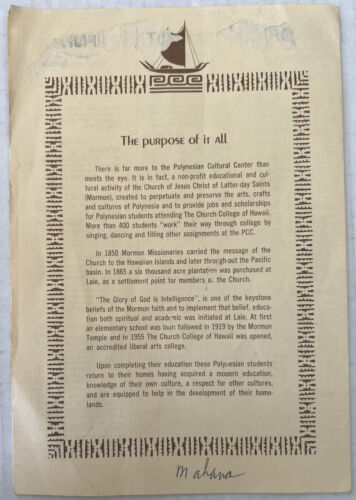 The purpose of it all
There is far more to the Polynesian Cultural Center than
meets the eye. It is in fact, a non-profit educational and cul-
tural activity of the Church of Jesus Christ of Latter-day Saints
(Mormon), created to perpetuate and preserve the arts, crafts
and cultures of Polynesia and to provide jobs and scholarships
for Polynesian students attending The Church College of Hawaii.
More than 400 students "work" their way through college by
singing, dancing and filling other assignments at the PCC.
In 1850 Mormon Missionaries carried the message of the
Church to the Hawaiian Islands and later through-out the Pacific
basin. In 1865 a six thousand acre plantation was purchased at
Laie, as a settlement point for members of the Church.
"The Glory of God is Intelligence", is one of the keystone
beliefs of the Mormon faith and to implement that belief, educa-
tion both spiritual and academic was initiated at Laie. At first
an elementary school was built followed in 1919 by the Mormon
Temple and in 1955 The Church College of Hawaii was opened,
an accredited liberal arts college.
Upon completing their education these Polynesian students
return to their homes having acquired a modern education,
knowledge of their own culture, a respect for other cultures,
and are equipped to help in the development of their home-
lands.
Mahana